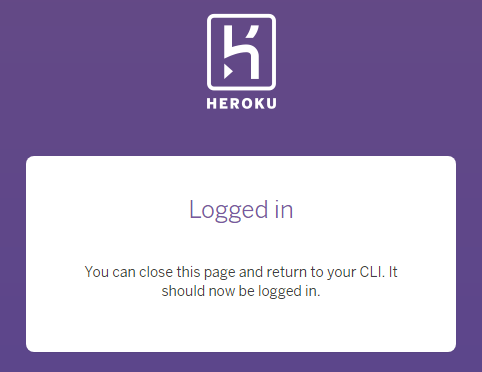 HEROKU
Logged in
You can close this page and return to your CLI. It
should now be logged in.